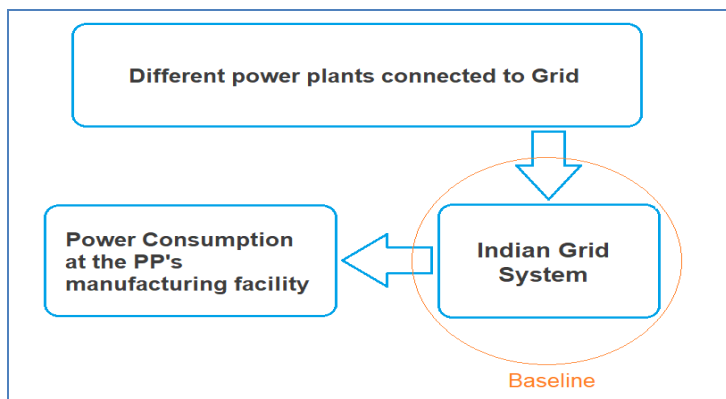 Different power plants connected to Grid
Power Consumption
at the PP's
manufacturing facility
Indian Grid
System
Baseline